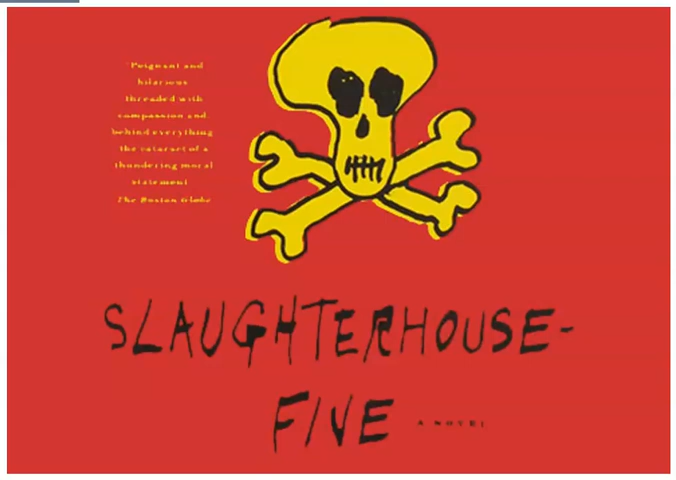 "Poignant and
hilarious
threaded with
compassion and,
behind everything
the cataract of a
thundering moral
statement
The Boston Globe
SLAUGHTERHOUSE-
FIVE A NOVEL